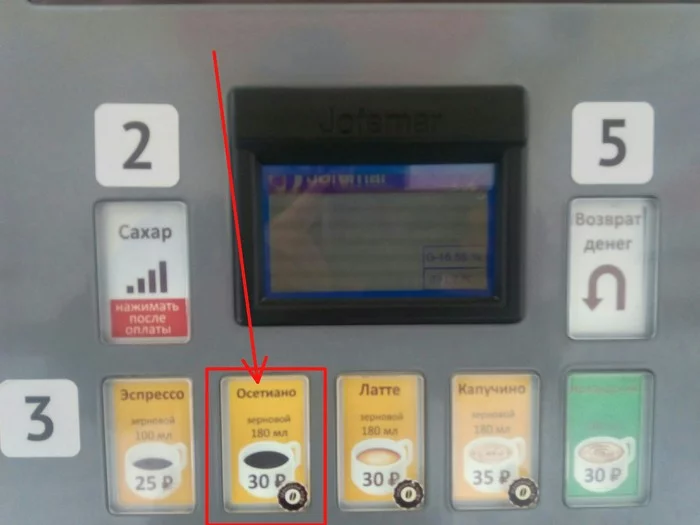 Jofemar
2
5
Сахар
нажимать
после
оплаты
Возврат
денег
3
Эспрессо
зерновой
100 мл
25 ₽
Осетиано
зерновой
180 мл
30 ₽
Латте
зерновой
180 мл
30 ₽
Капучино
зерновой
180 мл
35 ₽
30 ₽